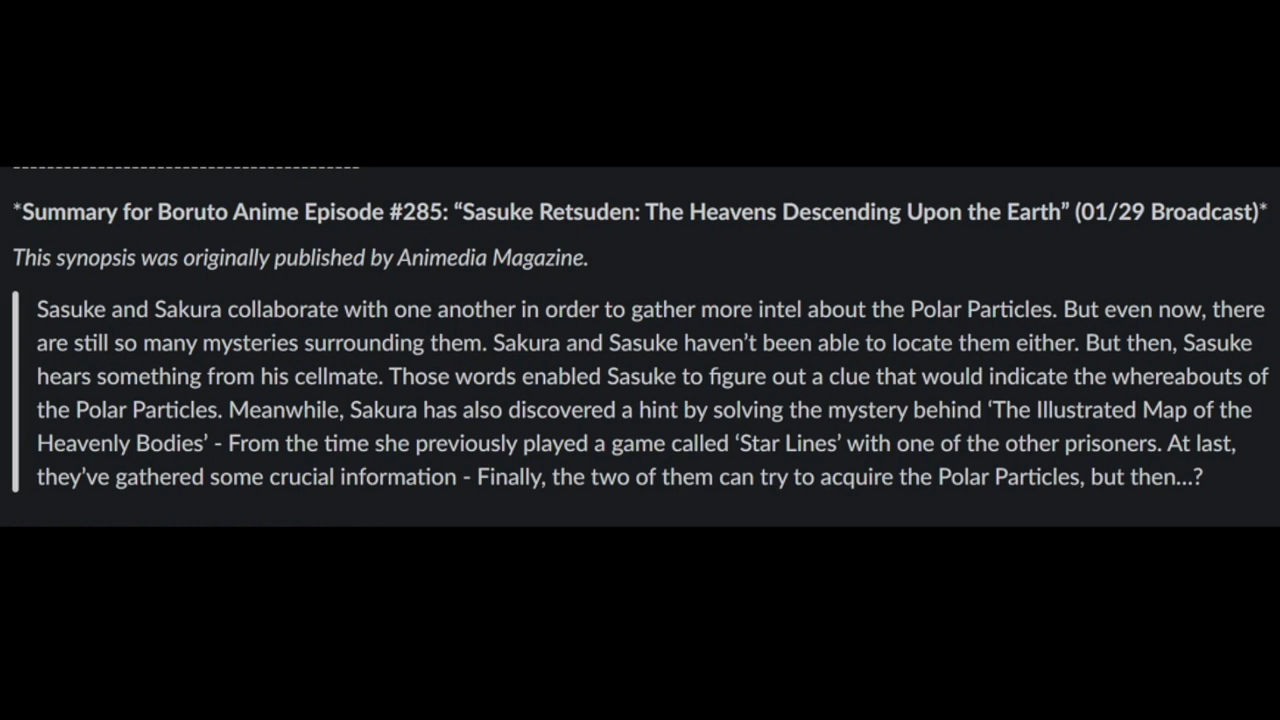 *Summary for Boruto Anime Episode #285: “Sasuke Retsuden: The Heavens Descending Upon the Earth” (01/29 Broadcast)*
This synopsis was originally published by Animedia Magazine.
Sasuke and Sakura collaborate with one another in order to gather more intel about the Polar Particles. But even now, there
are still so many mysteries surrounding them. Sakura and Sasuke haven’t been able to locate them either. But then, Sasuke
hears something from his cellmate. Those words enabled Sasuke to figure out a clue that would indicate the whereabouts of
the Polar Particles. Meanwhile, Sakura has also discovered a hint by solving the mystery behind ‘The Illustrated Map of the
Heavenly Bodies’ - From the time she previously played a game called ‘Star Lines’ with one of the other prisoners. At last,
they’ve gathered some crucial information - Finally, the two of them can try to acquire the Polar Particles, but then...?